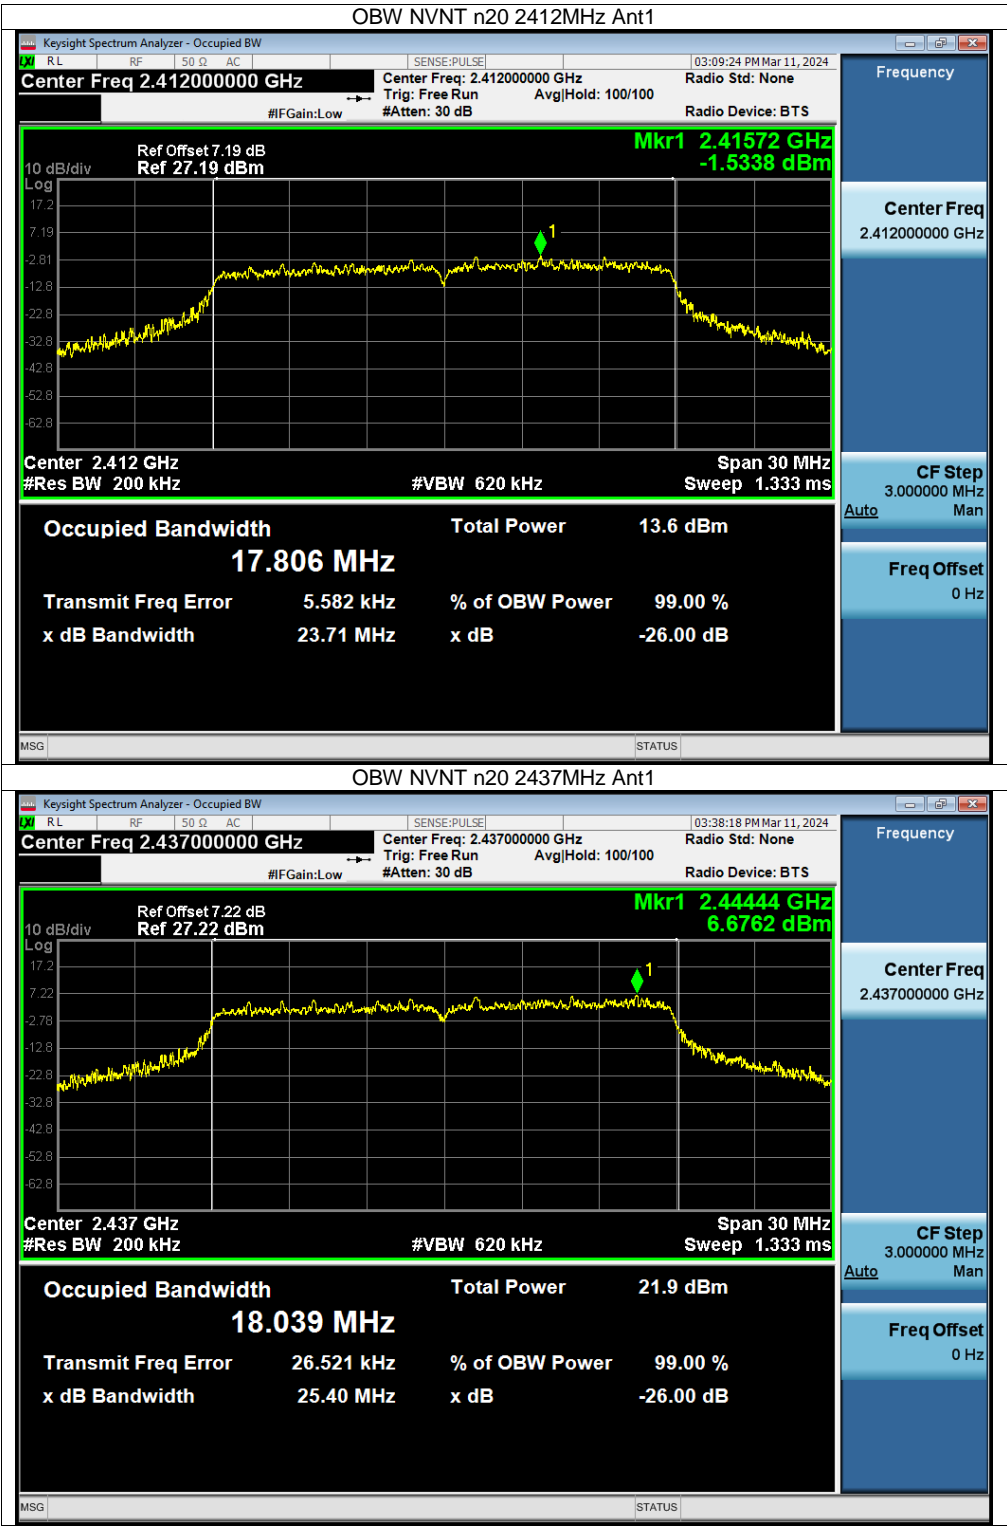 OBW NVNT n20 2412MHz Ant1
Keysight Spectrum Analyzer - Occupied BW
LXI RL RF 50 Ω AC SENSE:PULSE 03:09:24 PM Mar 11, 2024
Center Freq 2.412000000 GHz Center Freq: 2.412000000 GHz Radio Std: None Frequency
Trig: Free Run Avg|Hold: 100/100
#IFGain:Low #Atten: 30 dB Radio Device: BTS
Mkr1 2.41572 GHz
Ref Offset 7.19 dB
10 dB/div Ref 27.19 dBm -1.5338 dBm
Log
17.2
7.19
-2.81
-12.8
-22.8
-32.8
-42.8
-52.8
-62.8
1
Center Freq
2.412000000 GHz
Center 2.412 GHz Span 30 MHz
#Res BW 200 kHz #VBW 620 kHz Sweep 1.333 ms
CF Step
3.000000 MHz
Auto Man
Occupied Bandwidth Total Power 13.6 dBm
17.806 MHz
Freq Offset
0 Hz
Transmit Freq Error 5.582 kHz % of OBW Power 99.00 %
x dB Bandwidth 23.71 MHz x dB -26.00 dB
MSG STATUS
OBW NVNT n20 2437MHz Ant1
Keysight Spectrum Analyzer - Occupied BW
LXI RL RF 50 Ω AC SENSE:PULSE 03:38:18 PM Mar 11, 2024
Center Freq 2.437000000 GHz Center Freq: 2.437000000 GHz Radio Std: None Frequency
Trig: Free Run Avg|Hold: 100/100
#IFGain:Low #Atten: 30 dB Radio Device: BTS
Mkr1 2.44444 GHz
Ref Offset 7.22 dB
10 dB/div Ref 27.22 dBm 6.6762 dBm
Log
17.2
7.22
-2.78
-12.8
-22.8
-32.8
-42.8
-52.8
-62.8
1
Center Freq
2.437000000 GHz
Center 2.437 GHz Span 30 MHz
#Res BW 200 kHz #VBW 620 kHz Sweep 1.333 ms
CF Step
3.000000 MHz
Auto Man
Occupied Bandwidth Total Power 21.9 dBm
18.039 MHz
Freq Offset
0 Hz
Transmit Freq Error 26.521 kHz % of OBW Power 99.00 %
x dB Bandwidth 25.40 MHz x dB -26.00 dB
MSG STATUS